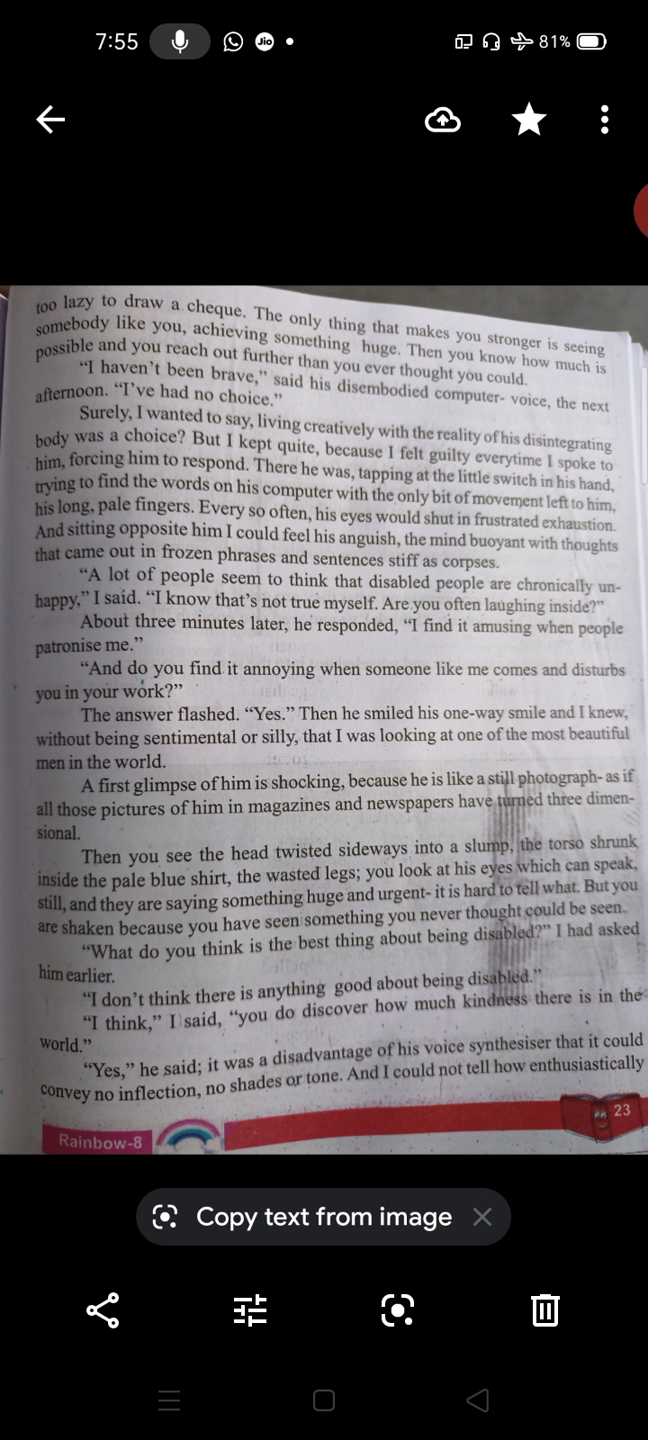 7:55
Jio
81%
too lazy to draw a cheque. The only thing that makes you stronger is seeing
somebody like you, achieving something huge. Then you know how much is
possible and you reach out further than you ever thought you could.
“I haven’t been brave,” said his disembodied computer- voice, the next
afternoon. “I’ve had no choice.”
Surely, I wanted to say, living creatively with the reality of his disintegrating
body was a choice? But I kept quite, because I felt guilty everytime I spoke to
him, forcing him to respond. There he was, tapping at the little switch in his hand,
trying to find the words on his computer with the only bit of movement left to him,
his long, pale fingers. Every so often, his eyes would shut in frustrated exhaustion.
And sitting opposite him I could feel his anguish, the mind buoyant with thoughts
that came out in frozen phrases and sentences stiff as corpses.
“A lot of people seem to think that disabled people are chronically un-
happy,” I said. “I know that’s not true myself. Are you often laughing inside?”
About three minutes later, he responded, “I find it amusing when people
patronise me.”
“And do you find it annoying when someone like me comes and disturbs
you in your work?”
The answer flashed. “Yes.” Then he smiled his one-way smile and I knew,
without being sentimental or silly, that I was looking at one of the most beautiful
men in the world.
A first glimpse of him is shocking, because he is like a still photograph- as if
all those pictures of him in magazines and newspapers have turned three dimen-
sional.
Then you see the head twisted sideways into a slump, the torso shrunk
inside the pale blue shirt, the wasted legs; you look at his eyes which can speak,
still, and they are saying something huge and urgent- it is hard to tell what. But you
are shaken because you have seen something you never thought could be seen.
“What do you think is the best thing about being disabled?” I had asked
him earlier.
“I don’t think there is anything good about being disabled.”
“I think,” I said, “you do discover how much kindness there is in the
world.”
“Yes,” he said; it was a disadvantage of his voice synthesiser that it could
convey no inflection, no shades or tone. And I could not tell how enthusiastically
23
Rainbow-8
Copy text from image